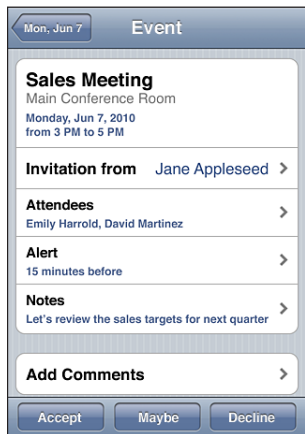 Mon, Jun 7
Event
Sales Meeting
Main Conference Room
Monday, Jun 7, 2010
from 3 PM to 5 PM
Invitation from Jane Appleseed
Attendees
Emily Harrold, David Martinez
Alert
15 minutes before
Notes
Let's review the sales targets for next quarter
Add Comments
Accept Maybe Decline